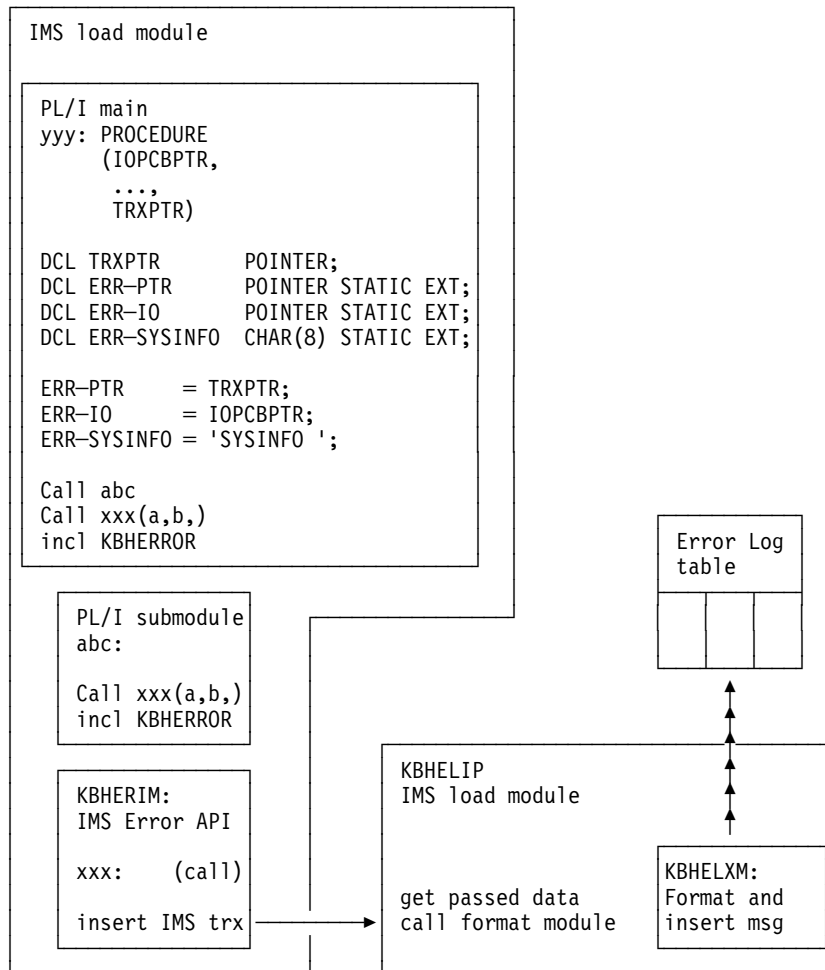 IMS load module
PL/I main
yyy: PROCEDURE
(IOPCBPTR,
...,
TRXPTR)
DCL TRXPTR POINTER;
DCL ERR—PTR POINTER STATIC EXT;
DCL ERR—IO POINTER STATIC EXT;
DCL ERR—SYSINFO CHAR(8) STATIC EXT;
ERR—PTR = TRXPTR;
ERR—IO = IOPCBPTR;
ERR—SYSINFO = 'SYSINFO ';
Call abc
Call xxx(a,b,)
incl KBHERROR
Error Log
table
PL/I submodule
abc:
Call xxx(a,b,)
incl KBHERROR
KBHERIM:
IMS Error API
xxx: (call)
insert IMS trx
KBHELIP
IMS load module
get passed data
call format module
KBHELXM:
Format and
insert msg